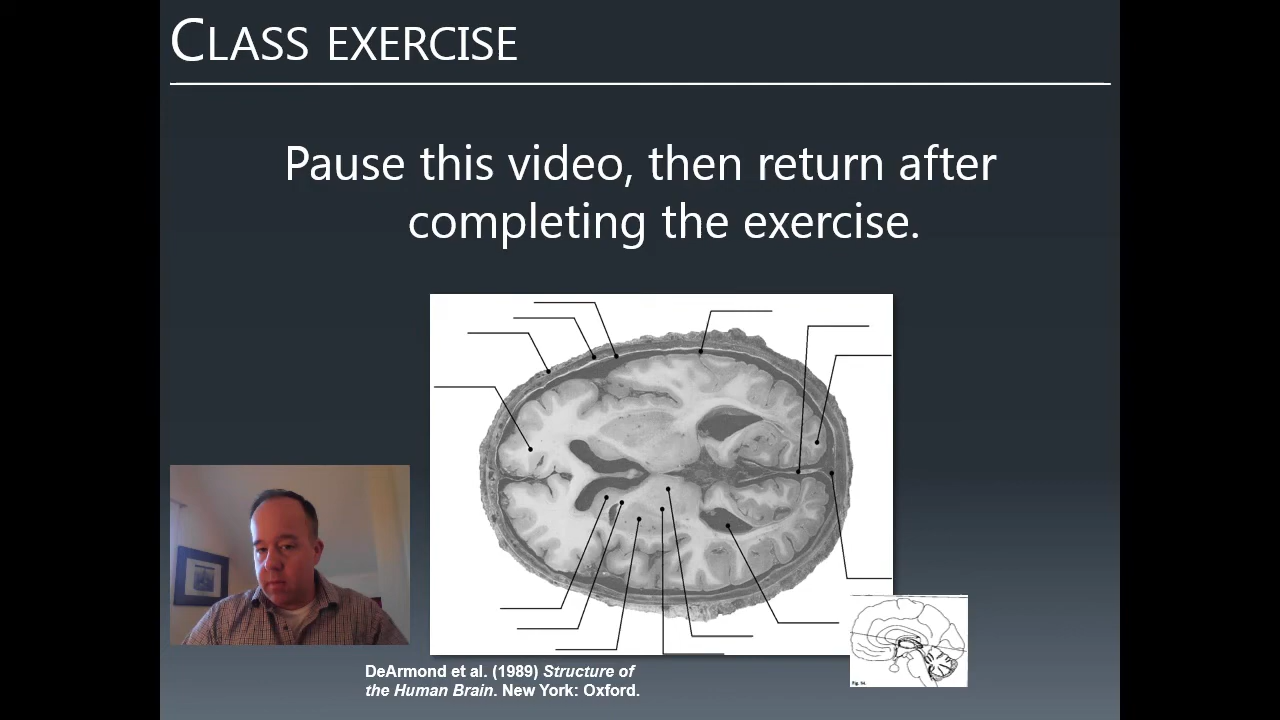 CLASS EXERCISE
Pause this video, then return after
completing the exercise.
DeArmond et al. (1989) Structure of
the Human Brain. New York: Oxford.